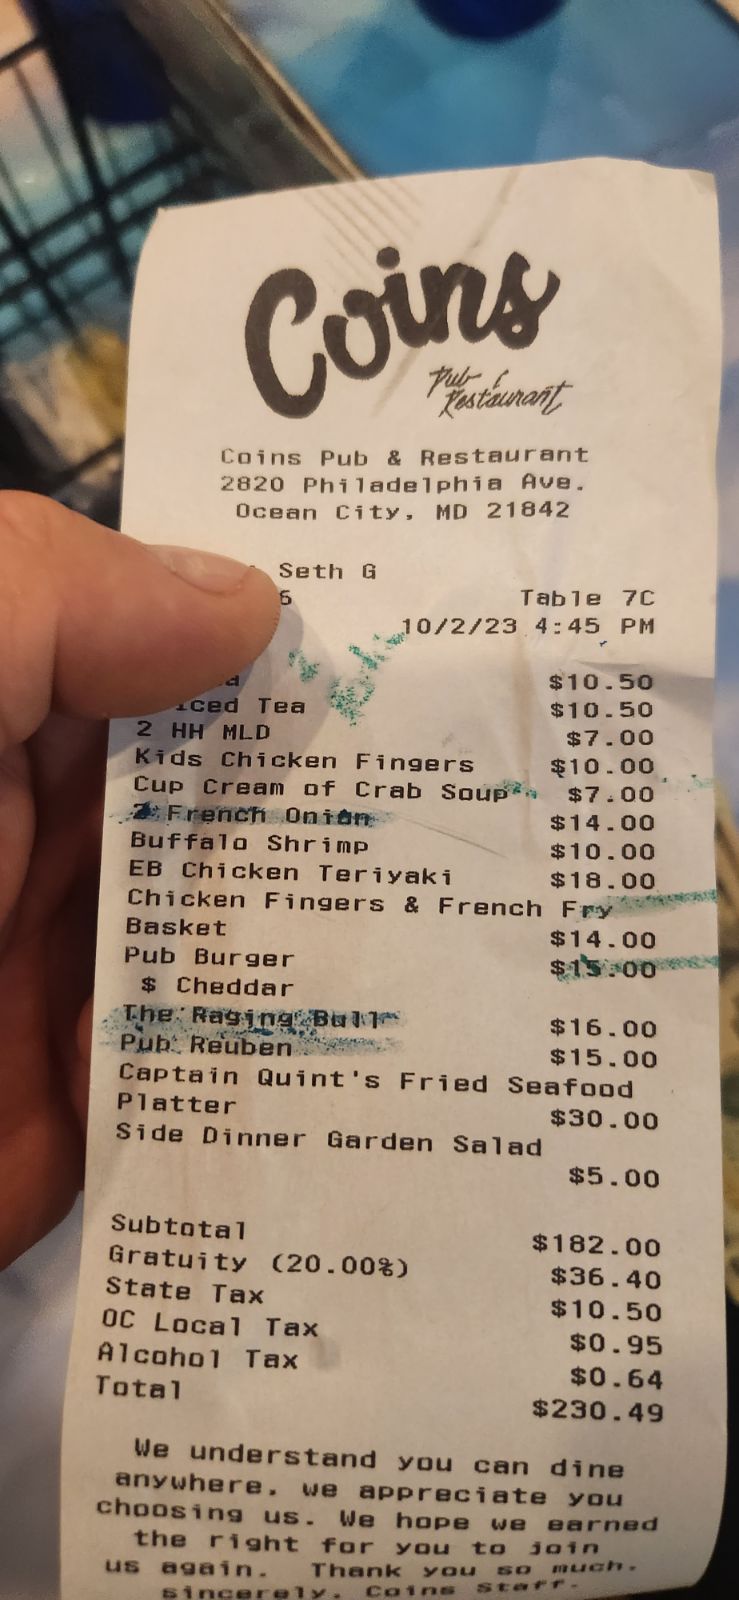 Coins
Pub & Restaurant
Coins Pub & Restaurant
2820 Philadelphia Ave.
Ocean City, MD 21842
Seth G
6 Table 7C
10/2/23 4:45 PM
$10.50
Iced Tea $10.50
2 HH MLD $7.00
Kids Chicken Fingers $10.00
Cup Cream of Crab Soup $7.00
2 French Onion $14.00
Buffalo Shrimp $10.00
EB Chicken Teriyaki $18.00
Chicken Fingers & French Fry
Basket $14.00
Pub Burger $15.00
$ Cheddar
The Raging Bull $16.00
Pub Reuben $15.00
Captain Quint's Fried Seafood
Platter $30.00
Side Dinner Garden Salad
$5.00
Subtotal $182.00
Gratuity (20.00%) $36.40
State Tax $10.50
OC Local Tax $0.95
Alcohol Tax $0.64
Total $230.49
We understand you can dine
anywhere, we appreciate you
choosing us. We hope we earned
the right for you to join
us again. Thank you so much.
sincerely, Coins Staff.